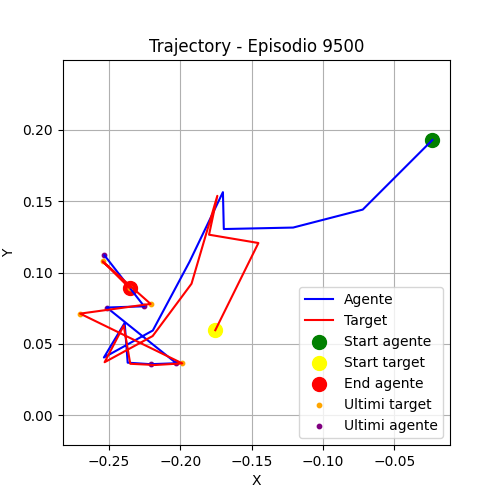 Trajectory - Episodio 9500
Y
0.20
0.15
0.10
0.05
0.00
−0.25
−0.20
−0.15
−0.10
−0.05
X
Agente
Target
Start agente
Start target
End agente
Ultimi target
Ultimi agente